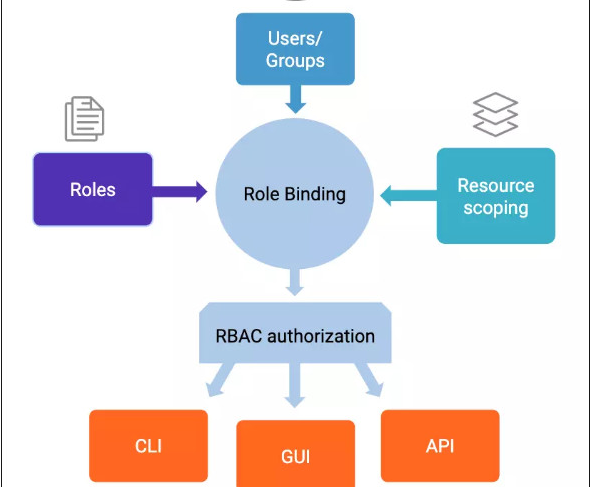 Users/
Groups
Roles
Role Binding
Resource
scoping
RBAC authorization
CLI
GUI
API